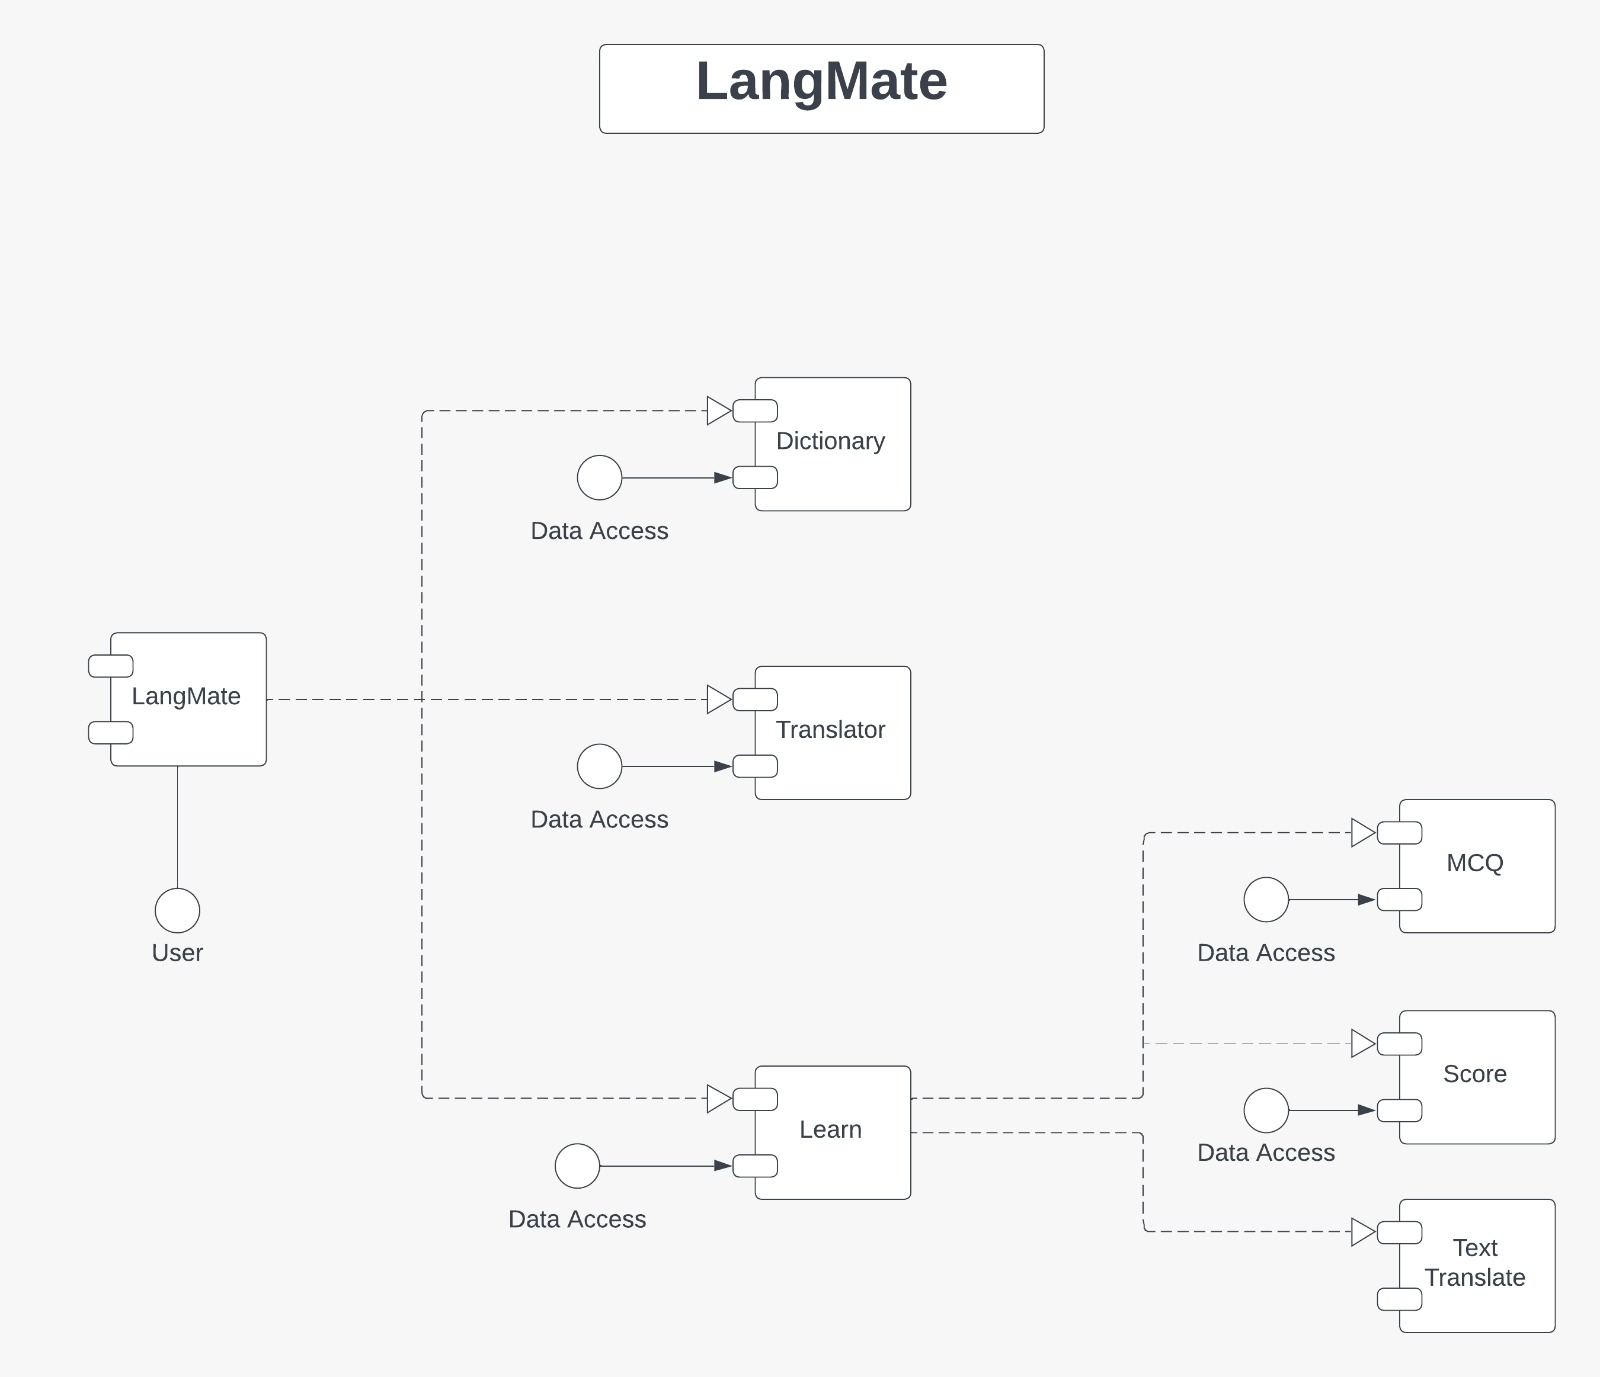 LangMate
Dictionary
Data Access
LangMate
Translator
Data Access
User
MCQ
Data Access
Score
Data Access
Learn
Data Access
Text
Translate